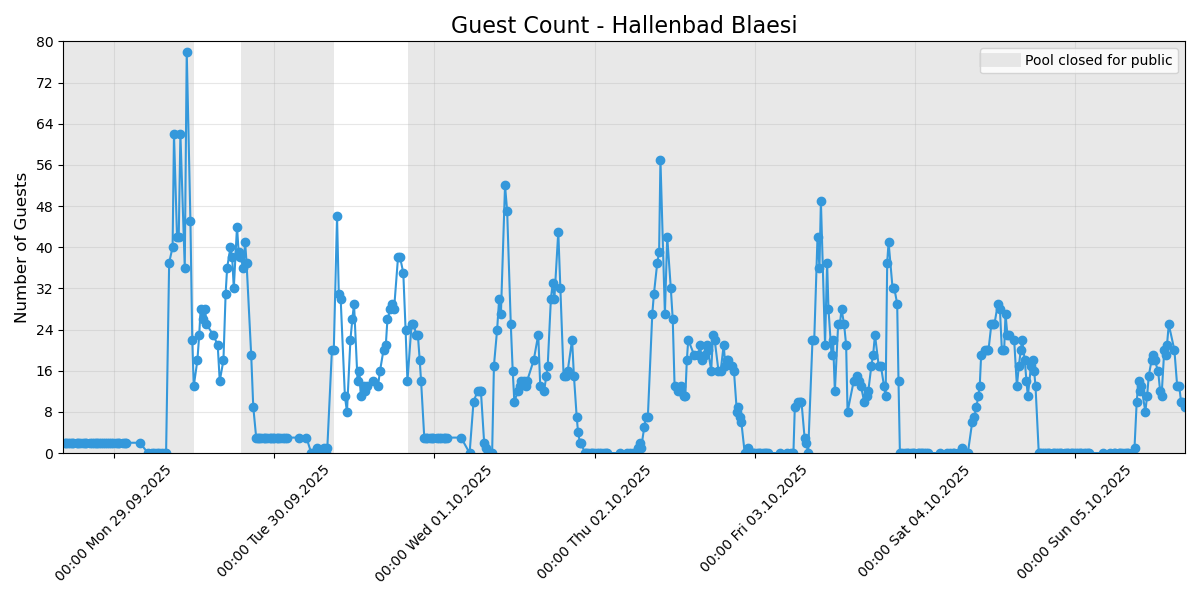 Guest Count - Hallenbad Blaesi
Pool closed for public
Number of Guests
80
72
64
56
48
40
32
24
16
8
0
00:00 Mon 29.09.2025
00:00 Tue 30.09.2025
00:00 Wed 01.10.2025
00:00 Thu 02.10.2025
00:00 Fri 03.10.2025
00:00 Sat 04.10.2025
00:00 Sun 05.10.2025